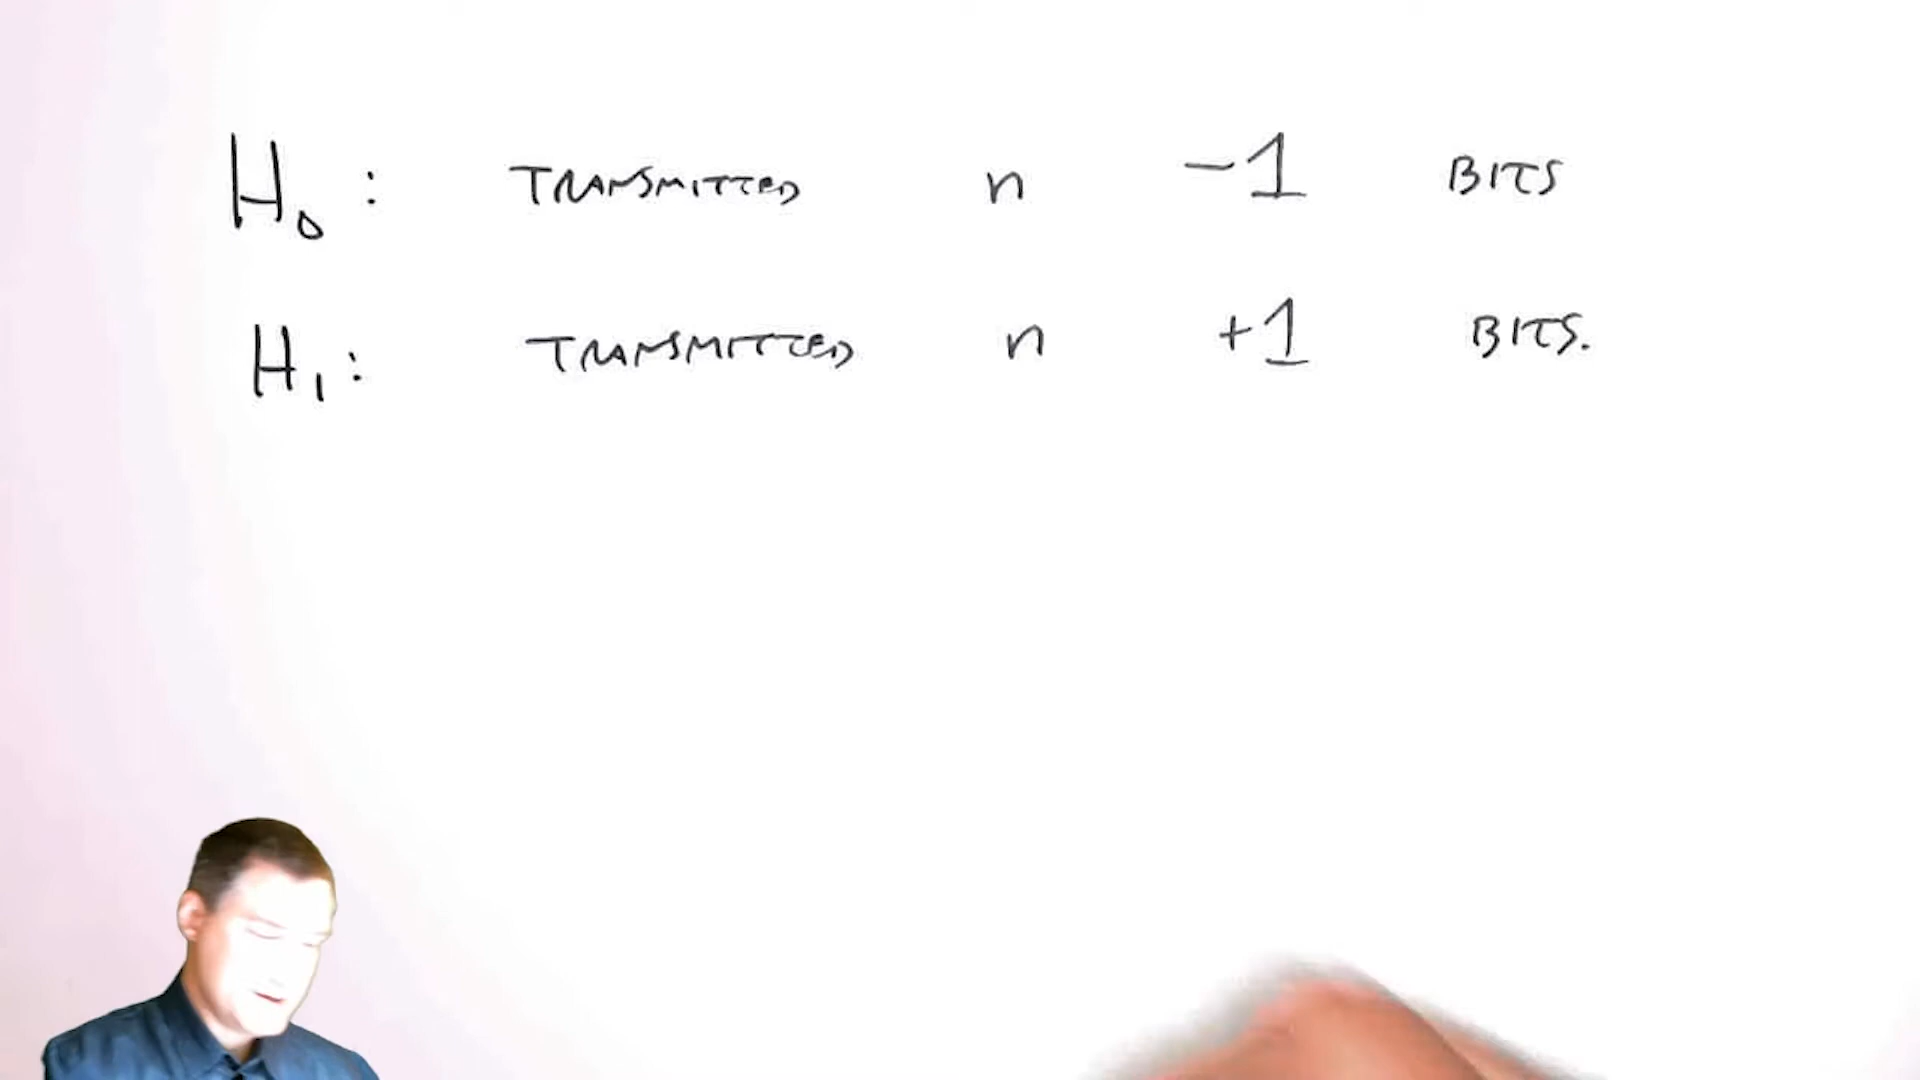 H₀: TRANSMITTED n -1 BITS
H₁: TRANSMITTED n +1 BITS.